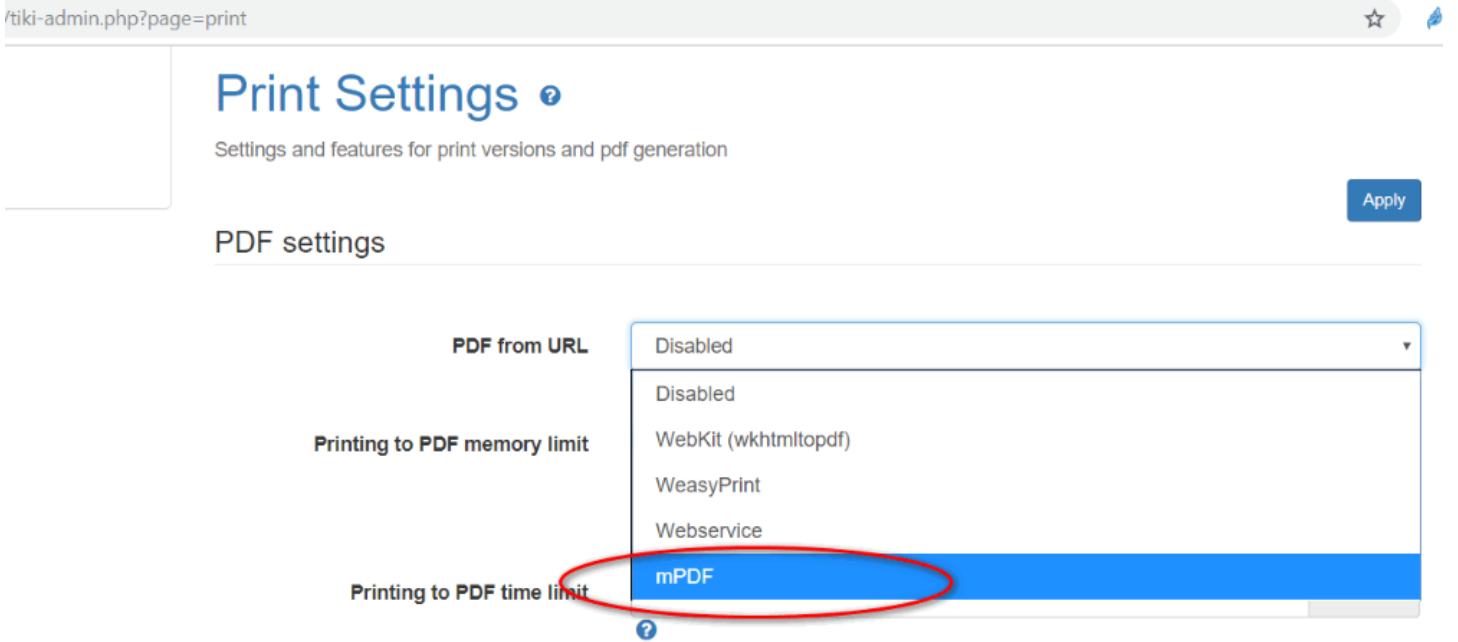 /tiki-admin.php?page=print
Print Settings
Settings and features for print versions and pdf generation
Apply
PDF settings
PDF from URL
Disabled
Disabled
Printing to PDF memory limit
WebKit (wkhtmltopdf)
WeasyPrint
Webservice
mPDF
Printing to PDF time limit